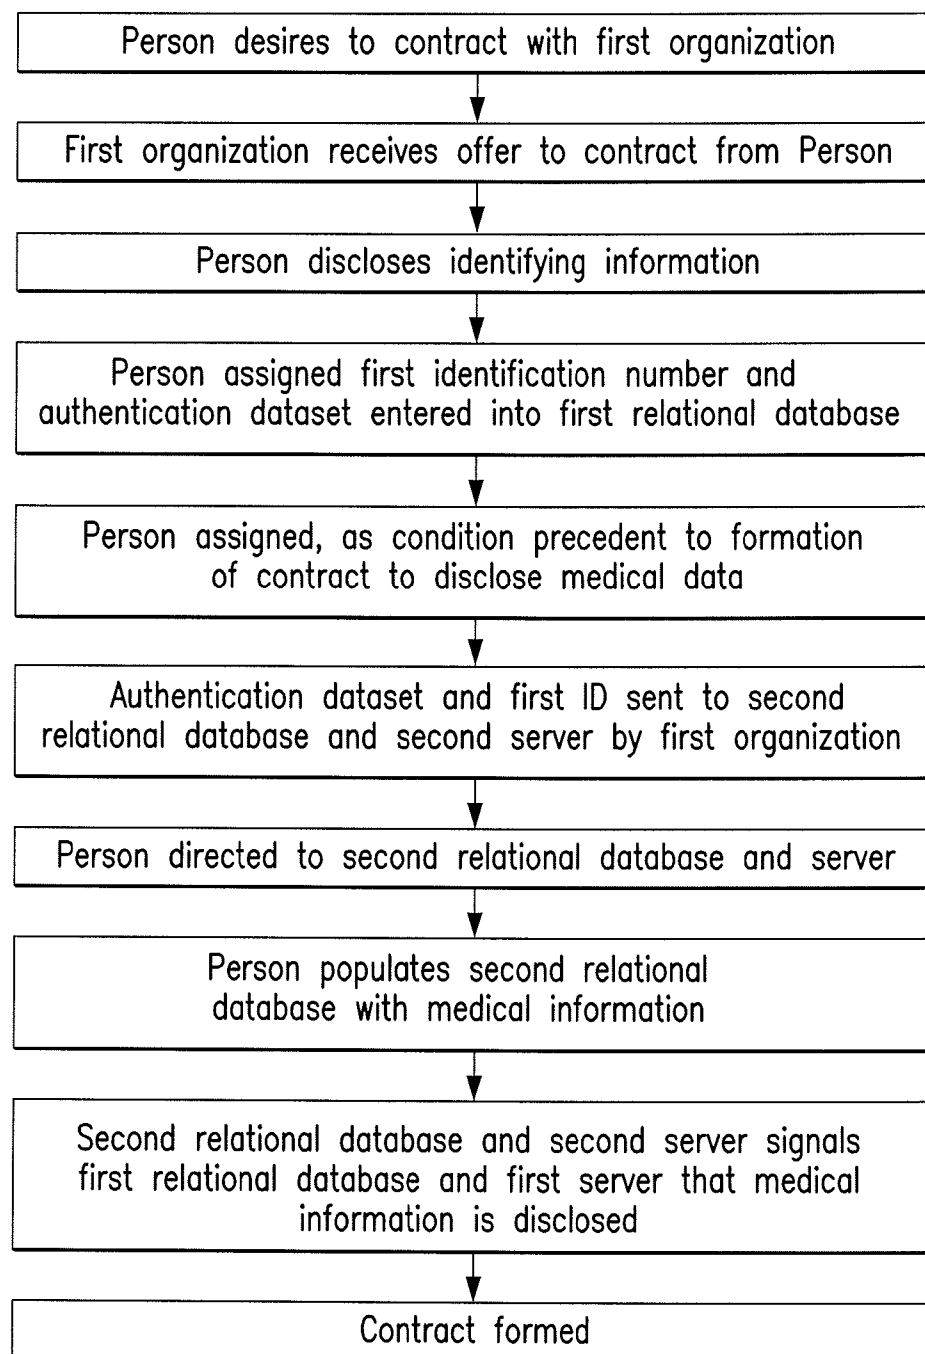 Person desires to contract with first organization
First organization receives offer to contract from Person
Person discloses identifying information
Person assigned first identification number and
authentication dataset entered into first relational database
Person assigned, as condition precedent to formation
of contract to disclose medical data
Authentication dataset and first ID sent to second
relational database and second server by first organization
Person directed to second relational database and server
Person populates second relational
database with medical information
Second relational database and second server signals
first relational database and first server that medical
information is disclosed
Contract formed